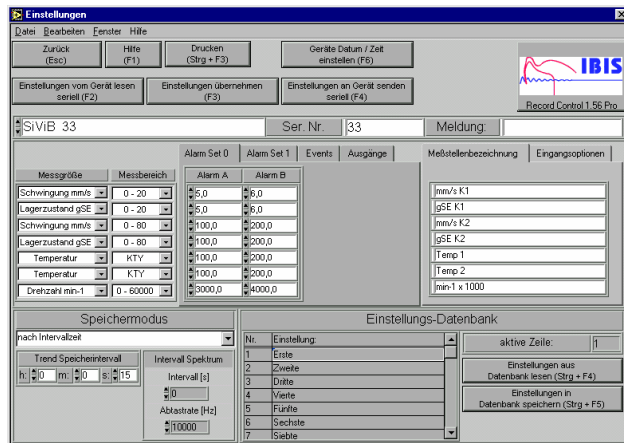 Einstellungen
Datei Bearbeiten Fenster Hilfe
Zurück (Esc)
Hilfe (F1)
Drucken (Strg + F3)
Geräte Datum / Zeit einstellen (F6)
Einstellungen vom Gerät lesen seriell (F2)
Einstellungen übernehmen (F3)
Einstellungen an Gerät senden seriell (F4)
IBIS
Record Control 1.56 Pro
SiViB 33 Ser. Nr. 33 Meldung:
Alarm Set 0 Alarm Set 1 Events Ausgänge Meßstellenbezeichnung Eingangsoptionen
Messgröße Messbereich Alarm A Alarm B
Schwingung mm/s 0 - 20 5,0 6,0 mm/s K1
Lagerzustand gSE 0 - 20 5,0 6,0 gSE K1
Schwingung mm/s 0 - 80 100,0 200,0 mm/s K2
Lagerzustand gSE 0 - 80 100,0 200,0 gSE K2
Temperatur KTY 100,0 200,0 Temp 1
Temperatur KTY 100,0 200,0 Temp 2
Drehzahl min-1 0 - 60000 3000,0 4000,0 min-1 x 1000
Speichermodus
nach Intervallzeit
Trend Speicherintervall
h: 0 m: 0 s: 15
Intervall Spektrum
Intervall [s]
0
Abtastrate [Hz]
10000
Einstellungs-Datenbank
Nr. Einstellung:
1 Erste
2 Zweite
3 Dritte
4 Vierte
5 Fünfte
6 Sechste
7 Siebte
aktive Zeile: 1
Einstellungen aus Datenbank lesen (Strg + F4)
Einstellungen in Datenbank speichern (Strg + F5)